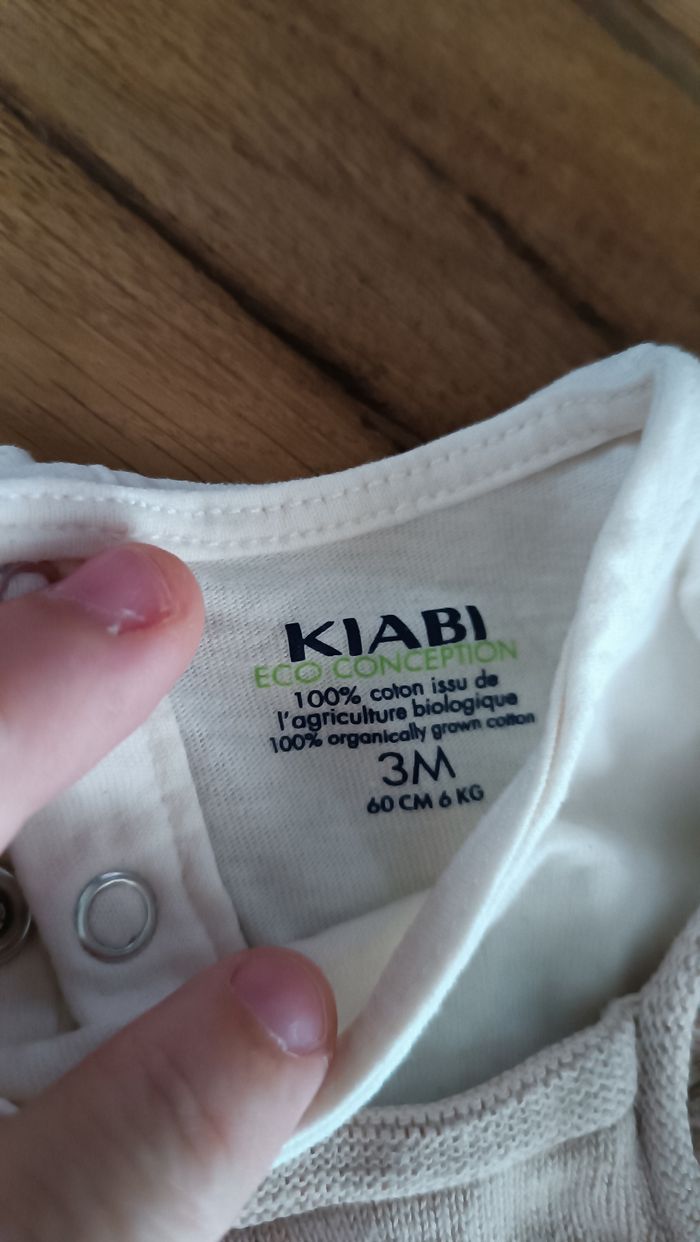 KIABI
ECO CONCEPTION
100% coton issu de
l'agriculture biologique
100% organically grown cotton
3M
60 CM 6 KG